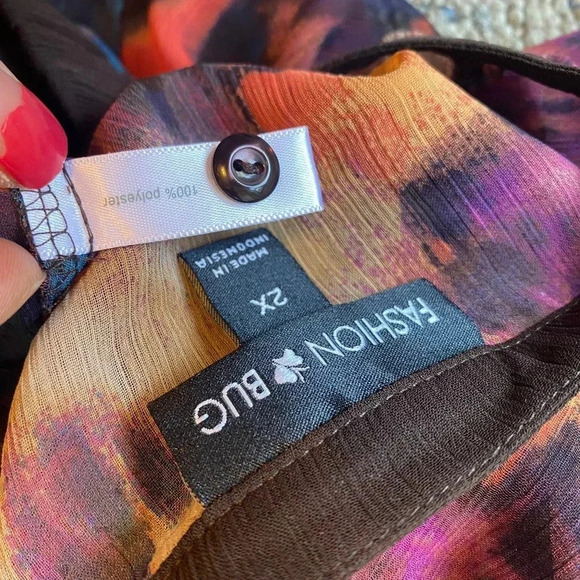 100% polyester
MADE IN
INDONESIA
2X
FASHION BUG